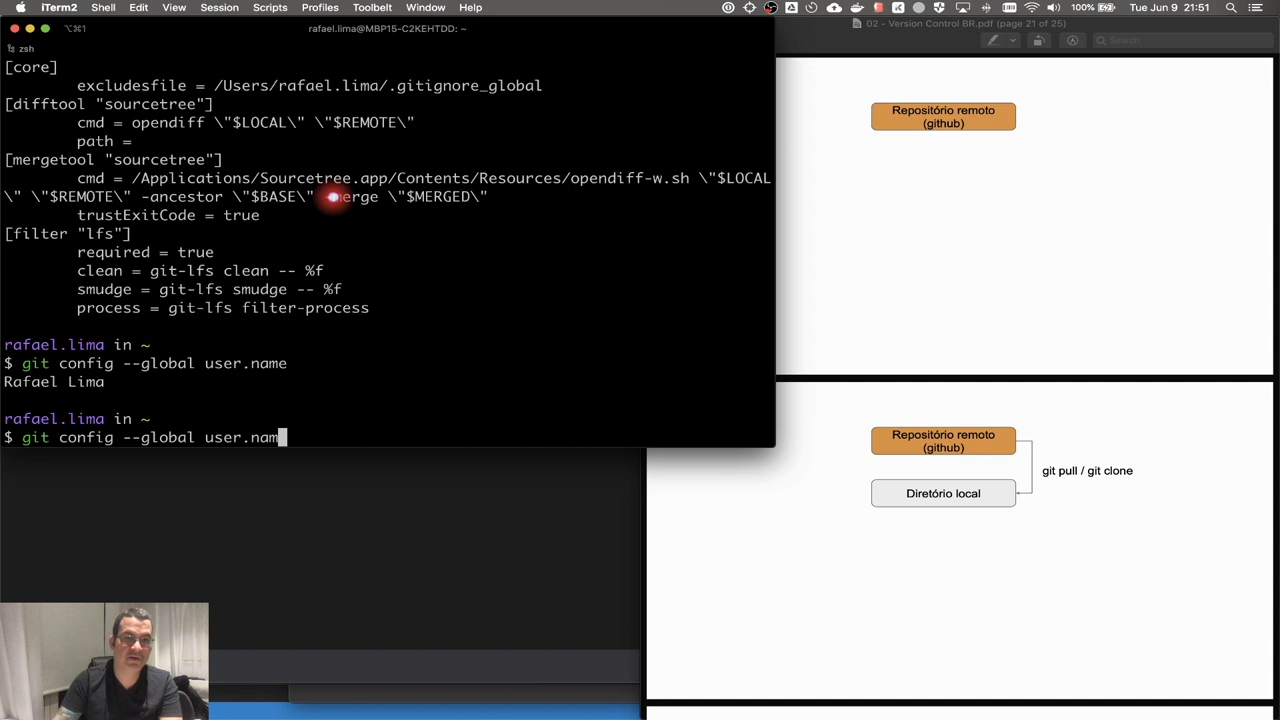 iTerm2 Shell Edit View Session Scripts Profiles Toolbelt Window Help
100% Tue Jun 9 21:51
rafael.lima@MBP15-C2KEHTDD: ~
⌥⌘1
zsh
[core]
excludesfile = /Users/rafael.lima/.gitignore_global
[difftool "sourcetree"]
cmd = opendiff \"$LOCAL\" \"$REMOTE\"
path =
[mergetool "sourcetree"]
cmd = /Applications/Sourcetree.app/Contents/Resources/opendiff-w.sh \"$LOCAL
\" \"$REMOTE\" -ancestor \"$BASE\" -merge \"$MERGED\"
trustExitCode = true
[filter "lfs"]
required = true
clean = git-lfs clean -- %f
smudge = git-lfs smudge -- %f
process = git-lfs filter-process
rafael.lima in ~
$ git config --global user.name
Rafael Lima
rafael.lima in ~
$ git config --global user.nam
02 - Version Control BR.pdf (page 21 of 25)
Search
Repositório remoto
(github)
Repositório remoto
(github)
git pull / git clone
Diretório local